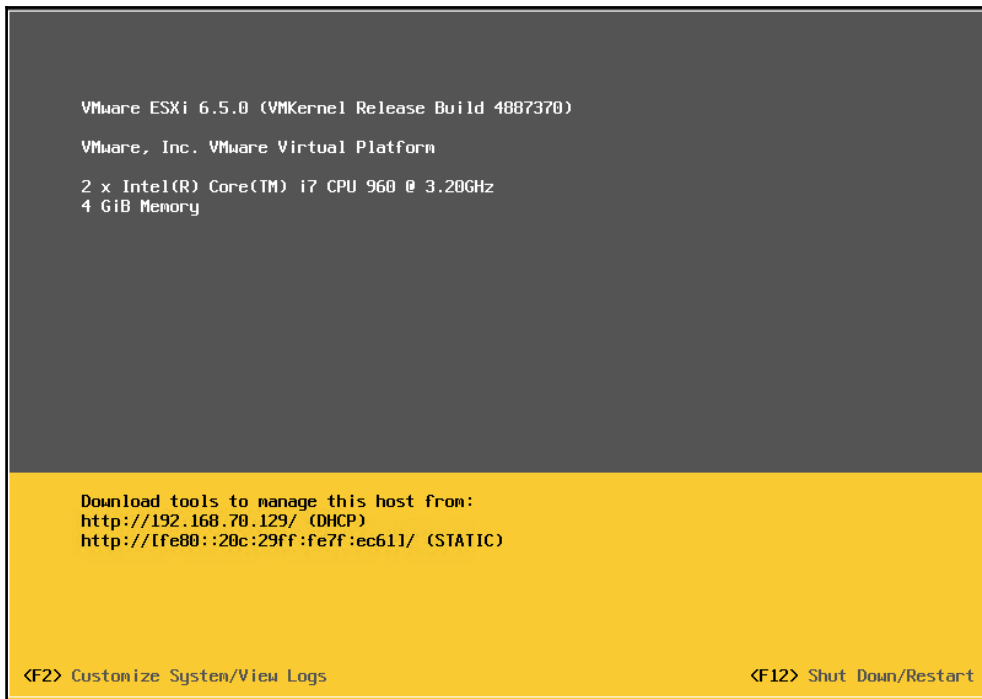 VMware ESXi 6.5.0 (VMKernel Release Build 4887370)
VMware, Inc. VMware Virtual Platform
2 x Intel(R) Core(TM) i7 CPU 960 @ 3.20GHz
4 GiB Memory
Download tools to manage this host from:
http://192.168.70.129/ (DHCP)
http://[fe80::20c:29ff:fe7f:ec61]/ (STATIC)
<F2> Customize System/View Logs
<F12> Shut Down/Restart